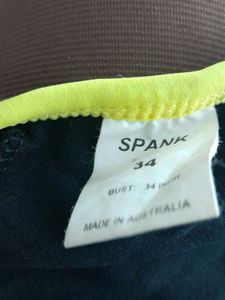 SPANK
34
BUST: 34 INCH
MADE IN AUSTRALIA